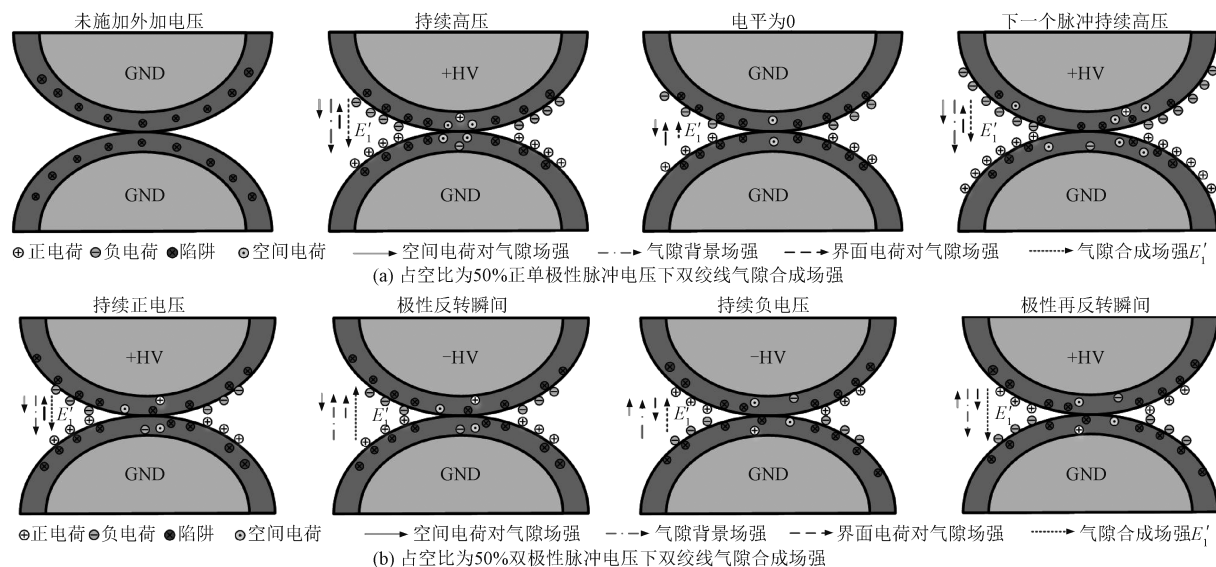 未施加外加电压 持续高压 电平为0 下一个脉冲持续高压
GND +HV GND +HV
E₁′ E₁′ E₁′
GND GND GND GND
⊕正电荷 ⊖负电荷 ⊗陷阱 ⊙空间电荷 空间电荷对气隙场强 气隙背景场强 界面电荷对气隙场强 气隙合成场强E₁′
(a) 占空比为50%正单极性脉冲电压下双绞线气隙合成场强
持续正电压 极性反转瞬间 持续负电压 极性再反转瞬间
+HV −HV −HV +HV
E₁′ E₁′ E₁′ E₁′
GND GND GND GND
⊕正电荷⊖负电荷⊗陷阱 ⊙空间电荷 空间电荷对气隙场强 气隙背景场强 界面电荷对气隙场强 气隙合成场强E₁′
(b) 占空比为50%双极性脉冲电压下双绞线气隙合成场强